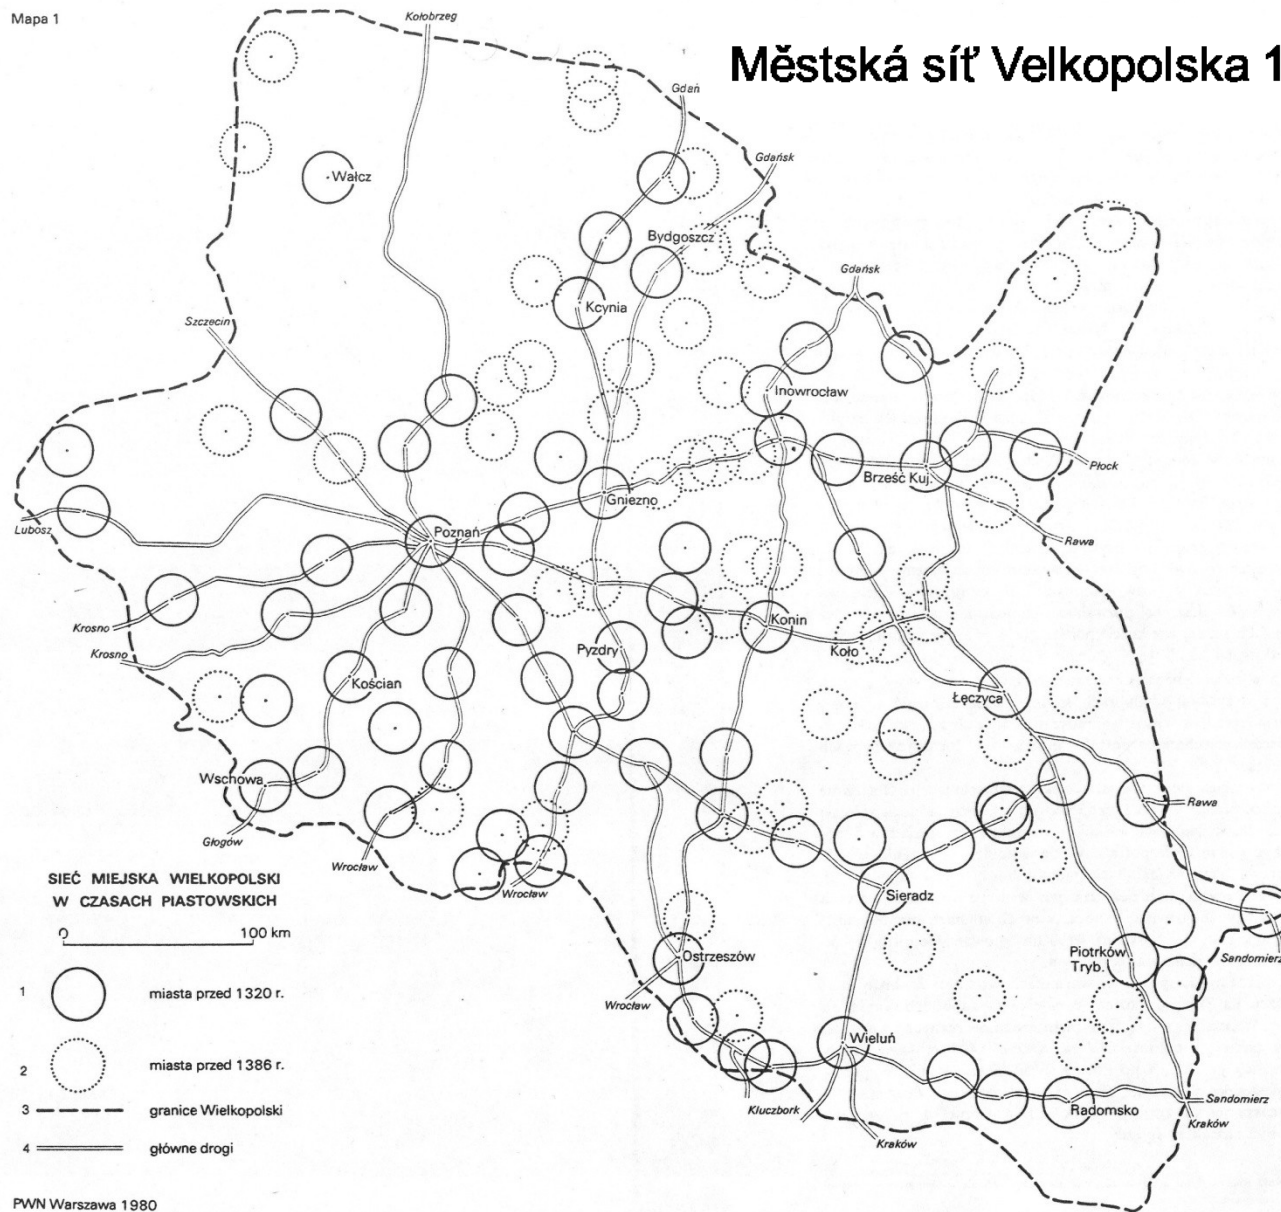 Mapa 1
Kołobrzeg
Městská síť Velkopolska 1
Gdań
Gdańsk
Wałcz
Bydgoszcz
Gdańsk
Kcynia
Szczecin
Inowrocław
Płock
Brześć Kuj.
Gniezno
Lubosz
Poznań
Rawa
Krosno
Konin
Koło
Pyzdry
Krosno
Kościan
Łęczyca
Wschowa
Rawa
Głogów
Wrocław
Wrocław
Sieradz
SIEĆ MIEJSKA WIELKOPOLSKI
W CZASACH PIASTOWSKICH
0 100 km
Ostrzeszów
Piotrków
Tryb.
Sandomierz
Wrocław
1 miasta przed 1320 r.
Wieluń
2 miasta przed 1386 r.
Kluczbork
Radomsko
Sandomierz
Kraków
3 granice Wielkopolski
Kraków
4 główne drogi
PWN Warszawa 1980